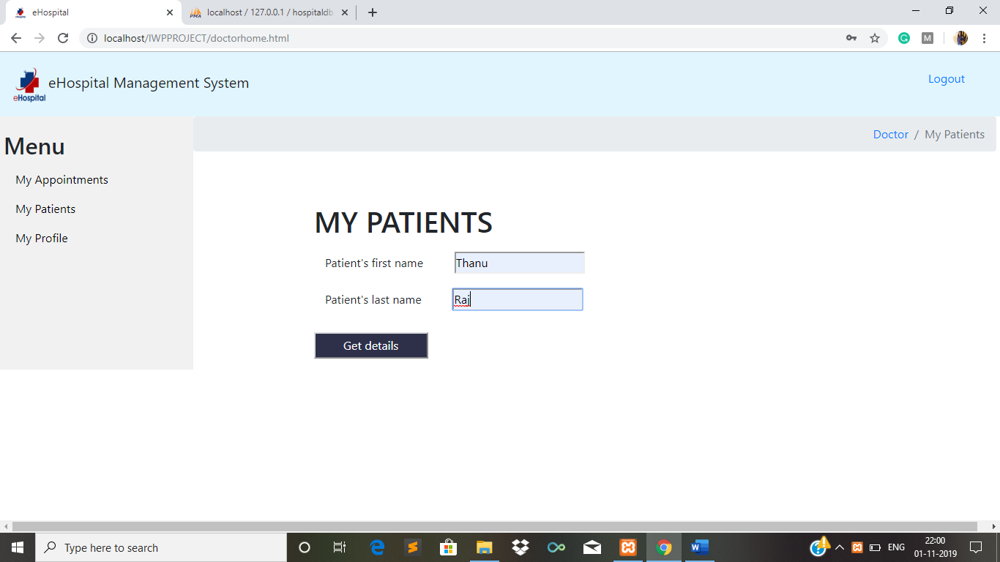 eHospital
localhost / 127.0.0.1 / hospitaldb
localhost/IWPPROJECT/doctorhome.html
eHospital
eHospital Management System
Logout
Menu
Doctor / My Patients
My Appointments
My Patients
My Profile
MY PATIENTS
Patient's first name Thanu
Patient's last name Raj
Get details
Type here to search
ENG
22:00
01-11-2019